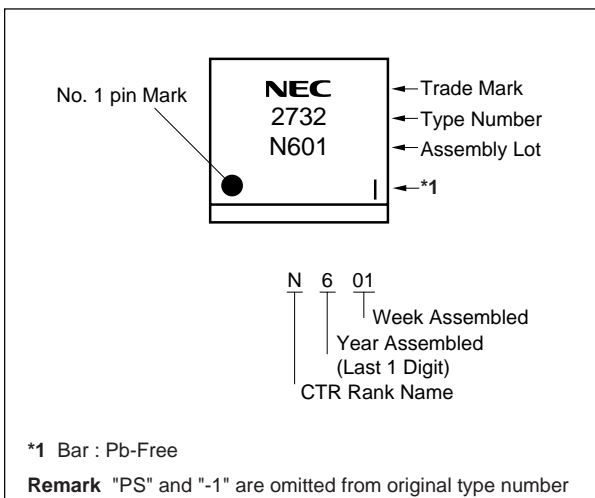 No. 1 pin Mark
NEC
2732
N601
Trade Mark
Type Number
Assembly Lot
*1
N 6 01
Week Assembled
Year Assembled
(Last 1 Digit)
CTR Rank Name
*1 Bar : Pb-Free
Remark "PS" and "-1" are omitted from original type number